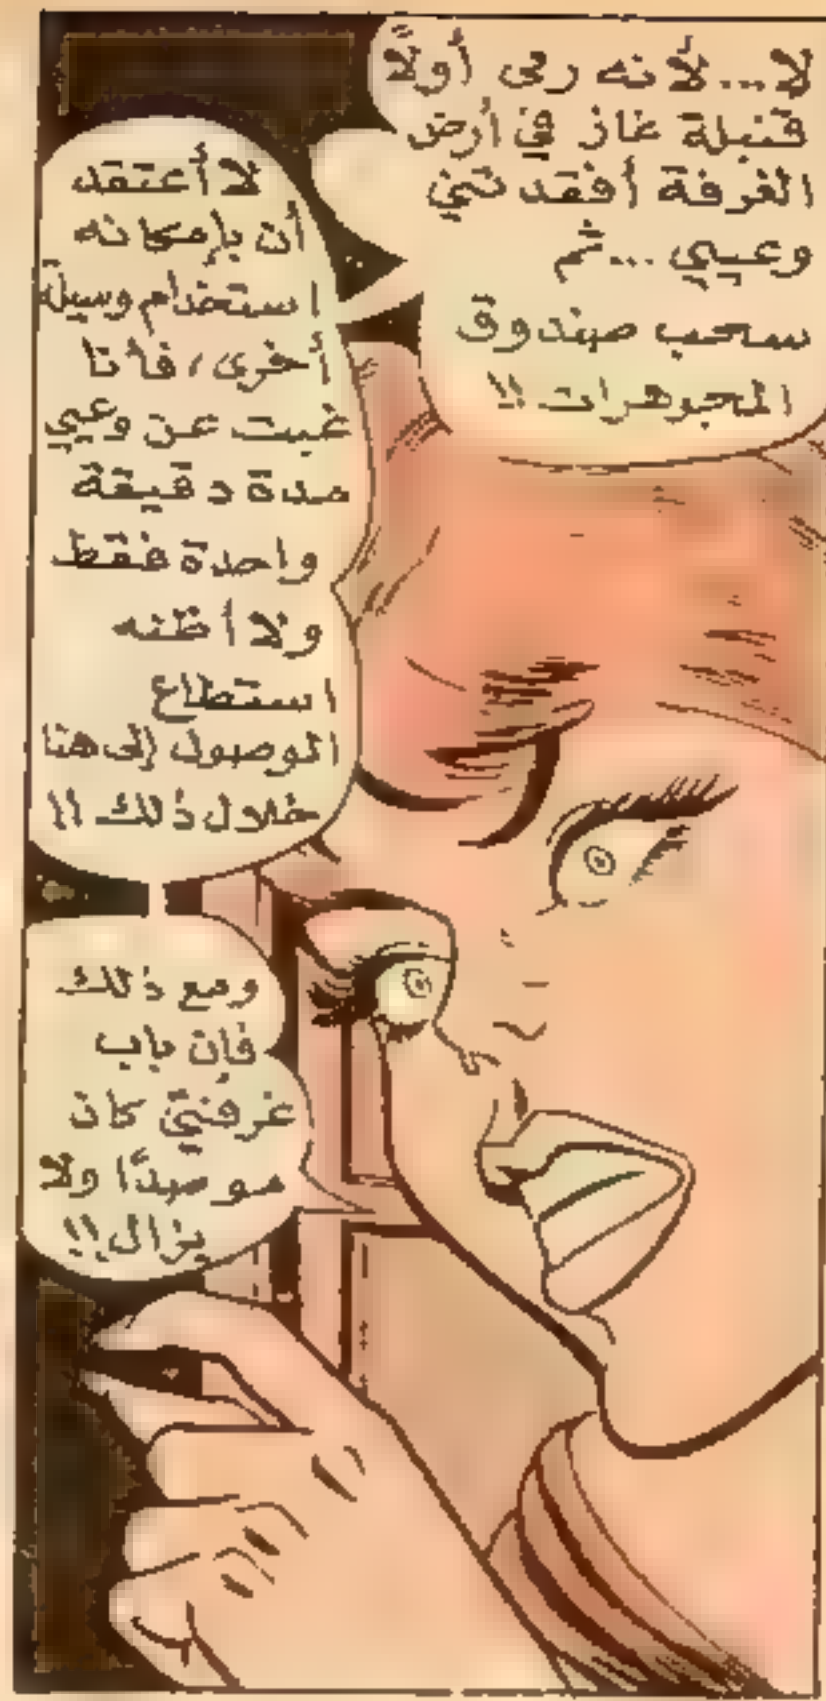 لا...لأنه رمى أولًا
قنبلة غاز في أرض
الغرفة أفقدتني
وعيي ...ثم
سحب صندوق
المجوهرات !!
لا أعتقد
أن بإمكانه
استخدام وسيلة
أخرى، فأنا
غبت عن وعيي
مدة دقيقة
واحدة فقط
ولا أظنه
استطاع
الوصول إلى هنا
خلال ذلك !!
ومع ذلك
فإن باب
غرفتي كان
موصدًا ولا
يزال !!